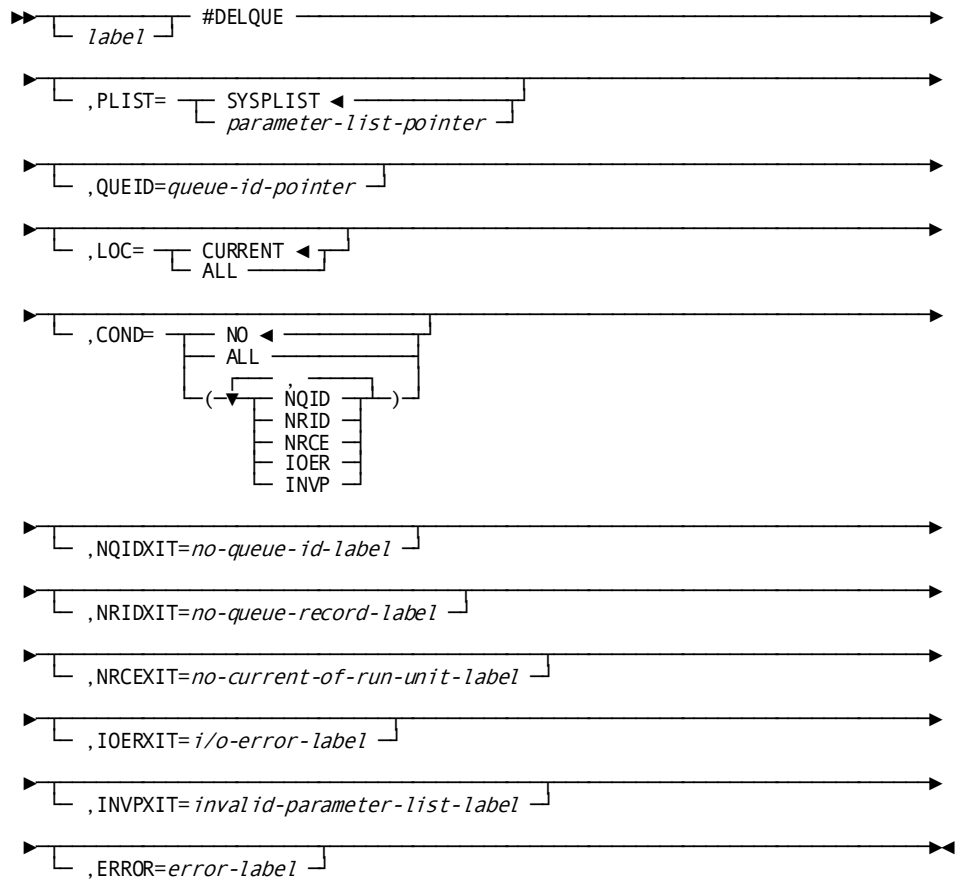 #DELQUE
label
,PLIST= SYSPLIST
parameter-list-pointer
,QUEID=queue-id-pointer
,LOC= CURRENT
ALL
,COND= NO
ALL
,
( NQID )
NRID
NRCE
IOER
INVP
,NQIDXIT=no-queue-id-label
,NRIDXIT=no-queue-record-label
,NRCEXIT=no-current-of-run-unit-label
,IOERXIT=i/o-error-label
,INVPXIT=invalid-parameter-list-label
,ERROR=error-label